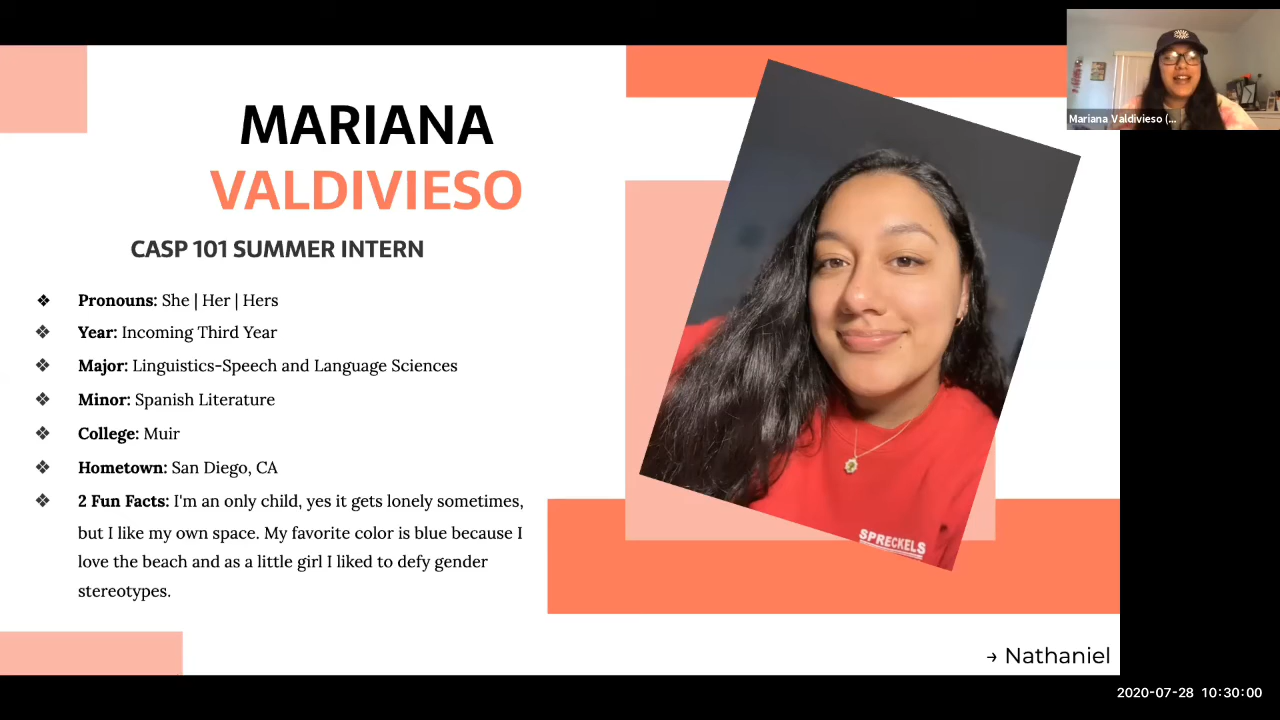 MARIANA
VALDIVIESO
CASP 101 SUMMER INTERN
❖ Pronouns: She | Her | Hers
❖ Year: Incoming Third Year
❖ Major: Linguistics-Speech and Language Sciences
❖ Minor: Spanish Literature
❖ College: Muir
❖ Hometown: San Diego, CA
❖ 2 Fun Facts: I'm an only child, yes it gets lonely sometimes,
but I like my own space. My favorite color is blue because I
love the beach and as a little girl I liked to defy gender
stereotypes.
SPRECKELS
→ Nathaniel
Mariana Valdivieso (...
2020-07-28 10:30:00